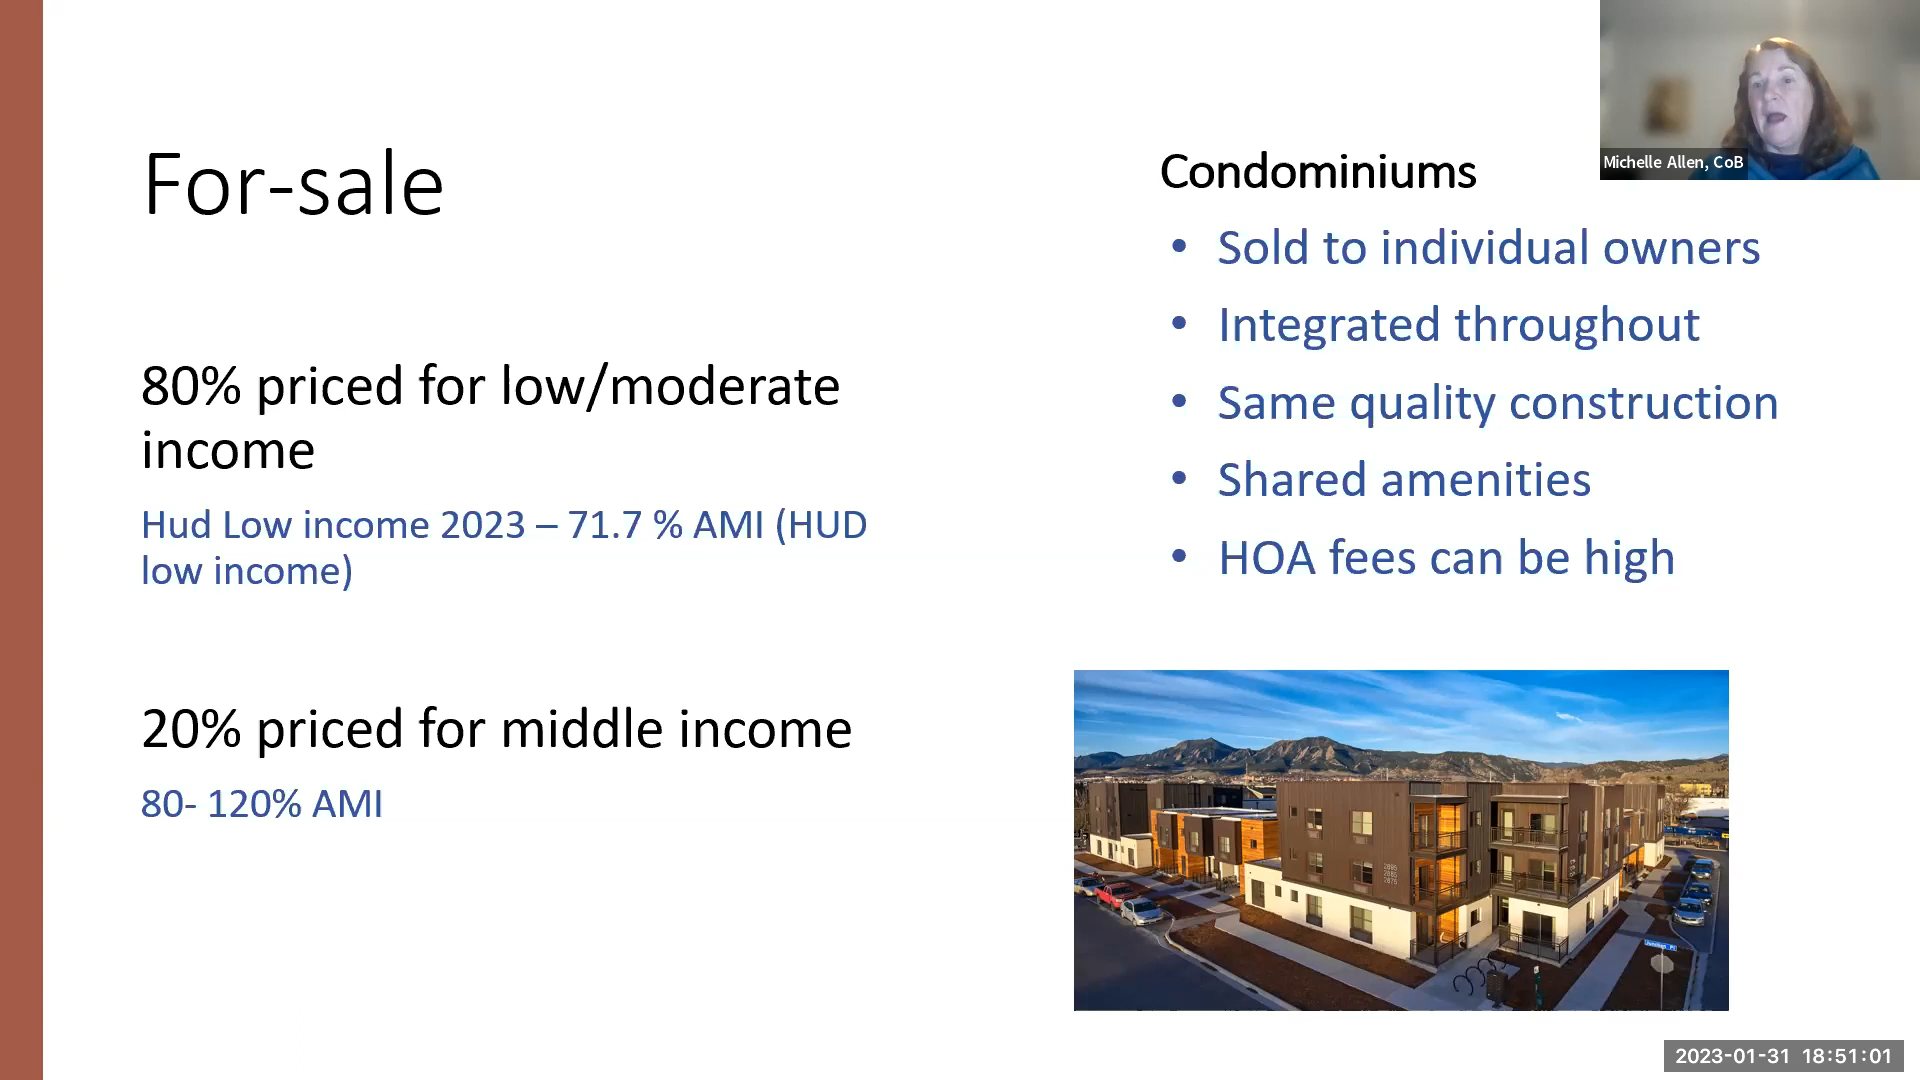 For-sale
80% priced for low/moderate
income
Hud Low income 2023 – 71.7 % AMI (HUD
low income)
20% priced for middle income
80- 120% AMI
Condominiums
• Sold to individual owners
• Integrated throughout
• Same quality construction
• Shared amenities
• HOA fees can be high
Michelle Allen, CoB
2023-01-31 18:51:01